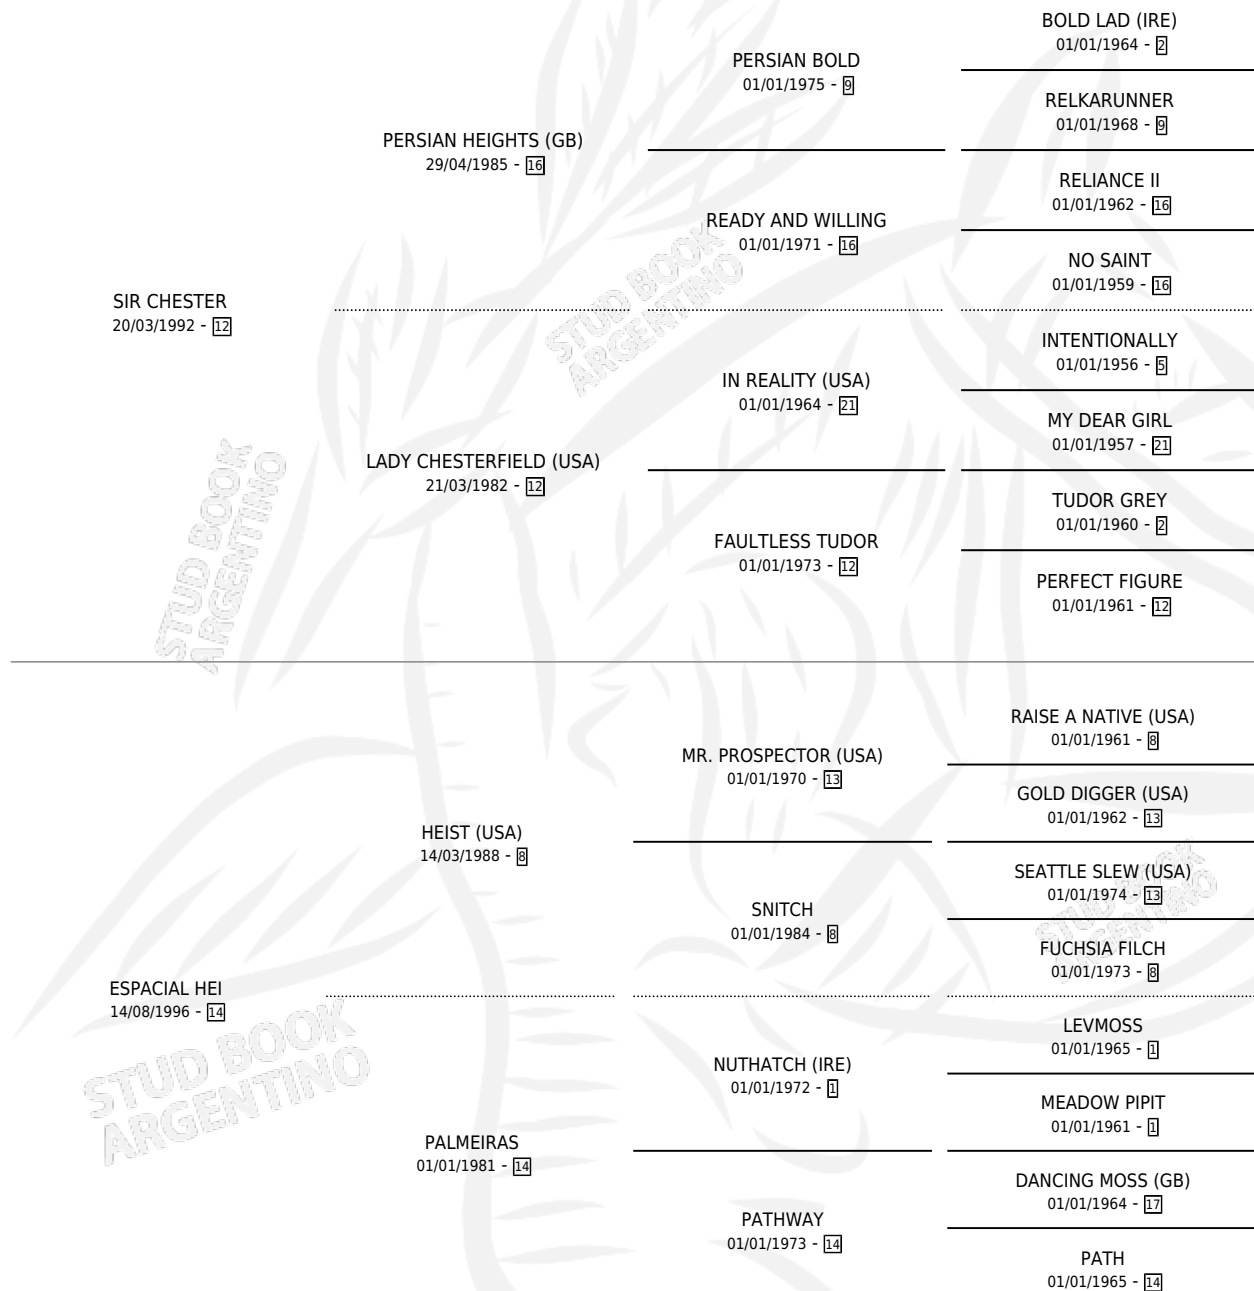 BOLD LAD (IRE)
01/01/1964 - 2
PERSIAN BOLD
01/01/1975 - 9
RELKARUNNER
01/01/1968 - 9
PERSIAN HEIGHTS (GB)
29/04/1985 - 16
RELIANCE II
01/01/1962 - 16
READY AND WILLING
01/01/1971 - 16
NO SAINT
01/01/1959 - 16
SIR CHESTER
20/03/1992 - 12
STUD BOOK
ARGENTINO
INTENTIONALLY
01/01/1956 - 5
IN REALITY (USA)
01/01/1964 - 21
MY DEAR GIRL
01/01/1957 - 21
LADY CHESTERFIELD (USA)
21/03/1982 - 12
TUDOR GREY
01/01/1960 - 2
FAULTLESS TUDOR
01/01/1973 - 12
PERFECT FIGURE
01/01/1961 - 12
STUD BOOK
ARGENTINO
RAISE A NATIVE (USA)
01/01/1961 - 8
MR. PROSPECTOR (USA)
01/01/1970 - 13
GOLD DIGGER (USA)
01/01/1962 - 13
HEIST (USA)
14/03/1988 - 8
SEATTLE SLEW (USA)
01/01/1974 - 13
SNITCH
01/01/1984 - 8
FUCHSIA FILCH
01/01/1973 - 8
STUD BOOK
ARGENTINO
ESPACIAL HEI
14/08/1996 - 14
LEVMOSS
01/01/1965 - 1
NUTHATCH (IRE)
01/01/1972 - 1
MEADOW PIPIT
01/01/1961 - 1
STUD BOOK
ARGENTINO
PALMEIRAS
01/01/1981 - 14
DANCING MOSS (GB)
01/01/1964 - 17
PATHWAY
01/01/1973 - 14
PATH
01/01/1965 - 14